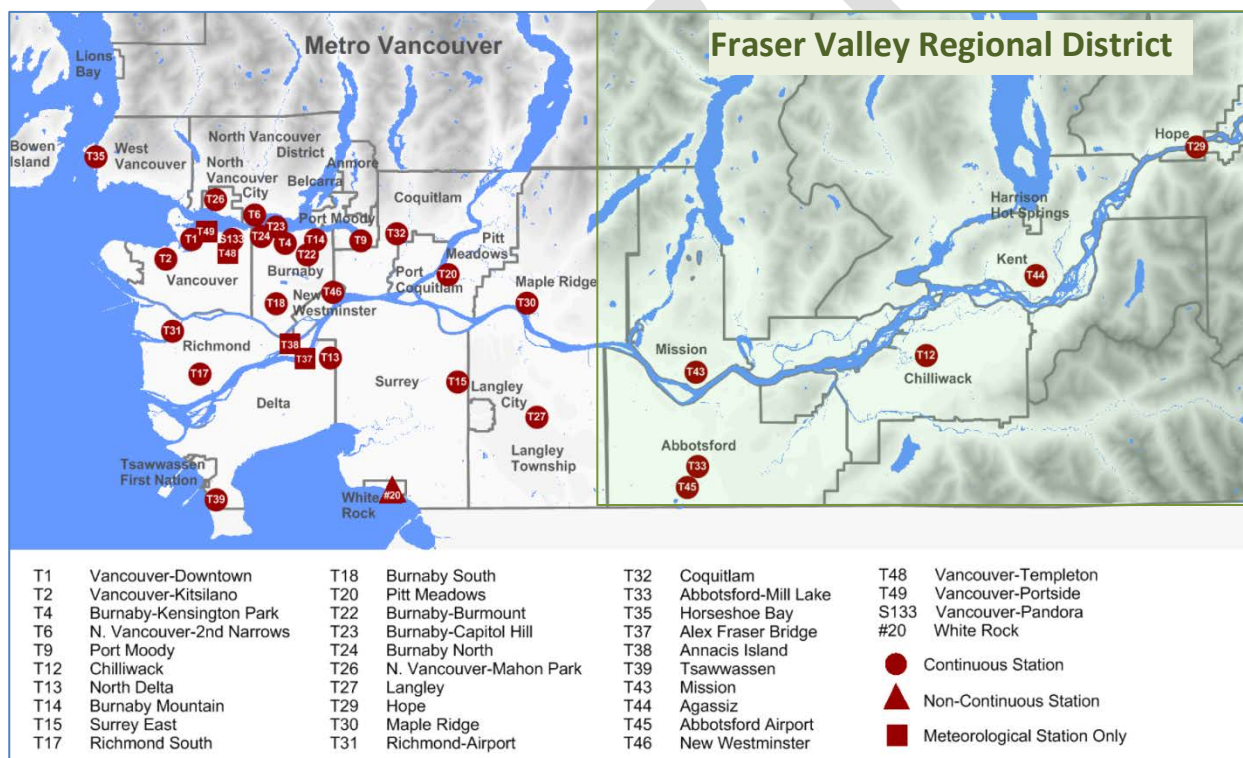 Metro Vancouver
Fraser Valley Regional District
Lions
Bay
Bowen
Island
West
Vancouver
T35
North Vancouver
District
North
Vancouver
City
T26
Anmore
Belcarra
Coquitlam
Hope
T29
Harrison
Hot Springs
T6
T23
Port Moody
T49
T1
S133
T48
T24
T4
T14
T22
T9
T32
T2
Vancouver
Burnaby
Pitt
Meadows
Port
Coquitlam
T20
Maple Ridge
T30
Kent
T44
New
Westminster
T46
T18
T31
Richmond
T38
T37
T13
T17
Mission
T43
T12
Chilliwack
Surrey
T15
Langley
City
Delta
T27
Langley
Township
Abbotsford
T33
T45
Tsawwassen
First Nation
T39
White
Rock
#20
T1 Vancouver-Downtown
T2 Vancouver-Kitsilano
T4 Burnaby-Kensington Park
T6 N. Vancouver-2nd Narrows
T9 Port Moody
T12 Chilliwack
T13 North Delta
T14 Burnaby Mountain
T15 Surrey East
T17 Richmond South
T18 Burnaby South
T20 Pitt Meadows
T22 Burnaby-Burmount
T23 Burnaby-Capitol Hill
T24 Burnaby North
T26 N. Vancouver-Mahon Park
T27 Langley
T29 Hope
T30 Maple Ridge
T31 Richmond-Airport
T32 Coquitlam
T33 Abbotsford-Mill Lake
T35 Horseshoe Bay
T37 Alex Fraser Bridge
T38 Annacis Island
T39 Tsawwassen
T43 Mission
T44 Agassiz
T45 Abbotsford Airport
T46 New Westminster
T48 Vancouver-Templeton
T49 Vancouver-Portside
S133 Vancouver-Pandora
#20 White Rock
Continuous Station
Non-Continuous Station
Meteorological Station Only